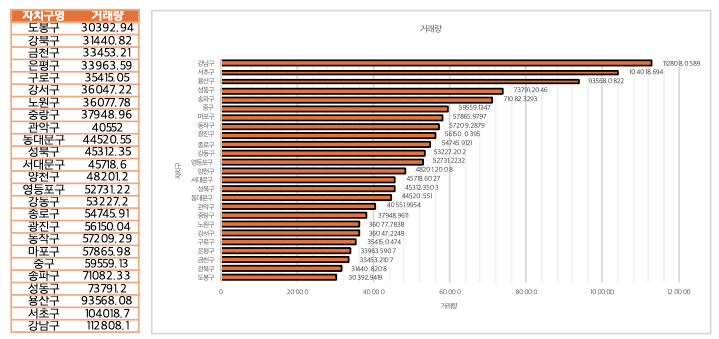 자치구명 거래량
도봉구 30392.94
강북구 31440.82
금천구 33453.21
은평구 33963.59
구로구 35415.05
강서구 36047.22
노원구 36077.78
중랑구 37948.96
관악구 40552
동대문구 44520.55
성북구 45312.35
서대문구 45718.6
양천구 48201.2
영등포구 52731.22
강동구 53227.2
종로구 54745.91
광진구 56150.04
동작구 57209.29
마포구 57865.98
중구 59559.13
송파구 71082.33
성동구 73791.2
용산구 93568.08
서초구 104018.7
강남구 112808.1
거래량
강남구 112808.0589
서초구 104018.694
용산구 93568.0822
성동구 73791.2046
송파구 71082.3293
중구 59559.1347
마포구 57865.9797
동작구 57209.2879
광진구 56150.0395
종로구 54745.9121
강동구 53227.202
영등포구 52731.2232
양천구 48201.2008
서대문구 45718.6027
성북구 45312.3503
동대문구 44520.551
관악구 40551.9954
중랑구 37948.9611
노원구 36077.7838
강서구 36047.2249
구로구 35415.0474
은평구 33963.5907
금천구 33453.2107
강북구 31440.8208
도봉구 30392.9419
자치구
0 20000 40000 60000 80000 100000 120000
거래량